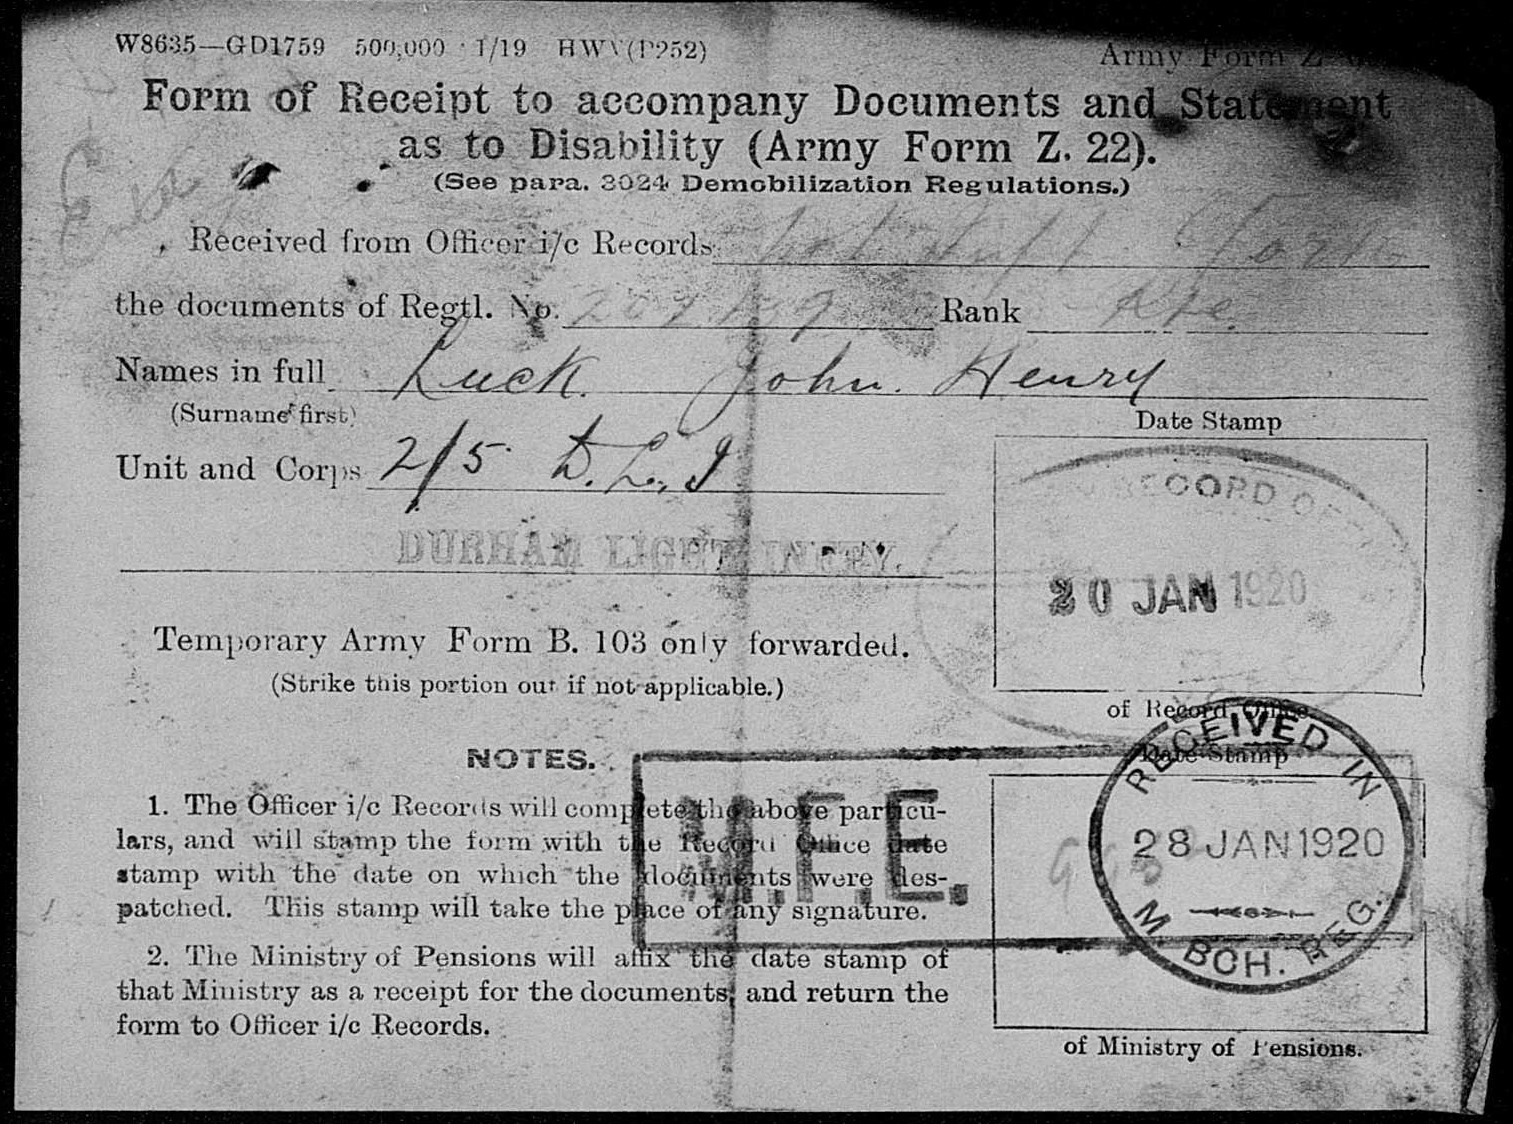 W8635—GD1759 500,000 1/19 HWV(P252)
Army Form Z
Form of Receipt to accompany Documents and Statement
as to Disability (Army Form Z. 22).
(See para. 3024 Demobilization Regulations.)
Received from Officer i/c Records
the documents of Regtl. No. Rank Pte.
Names in full Luck John Henry
(Surname first)
Unit and Corps 2/5 D.L.I
DURHAM LIGHT INFTY.
Date Stamp
RECORD OFFICE
20 JAN 1920
of Record Office.
Temporary Army Form B. 103 only forwarded.
(Strike this portion out if not applicable.)
NOTES.
1. The Officer i/c Records will complete the above particu-
lars, and will stamp the form with the Record Office date
stamp with the date on which the documents were des-
patched. This stamp will take the place of any signature.
2. The Ministry of Pensions will affix the date stamp of
that Ministry as a receipt for the documents, and return the
form to Officer i/c Records.
M.F.E.
Date Stamp
RECEIVED IN
28 JAN 1920
M BCH. REG.
of Ministry of Pensions.